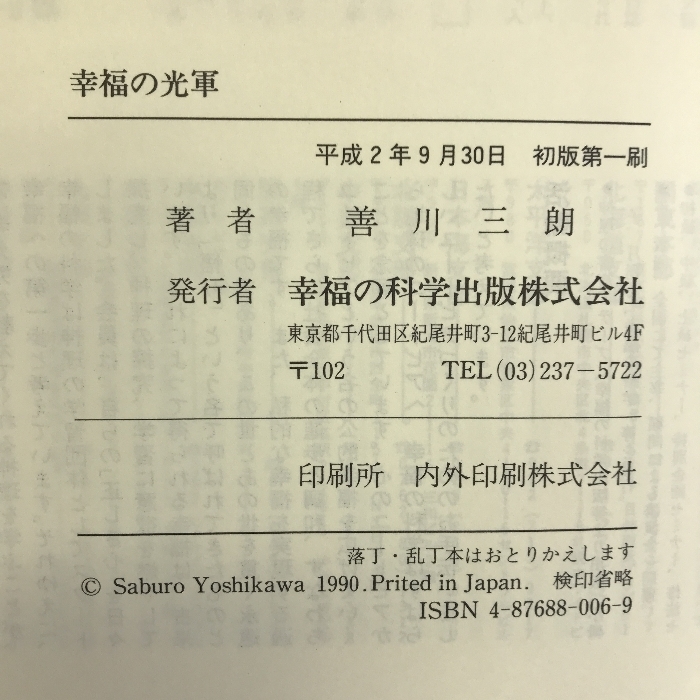 幸福の光軍
平成2年9月30日　初版第一刷
著者　善川三朗
発行者　幸福の科学出版株式会社
東京都千代田区紀尾井町3-12紀尾井町ビル4F
〒102　TEL(03)237-5722
印刷所　内外印刷株式会社
落丁・乱丁本はおとりかえします
© Saburo Yoshikawa 1990.Prited in Japan.　検印省略
ISBN 4-87688-006-9